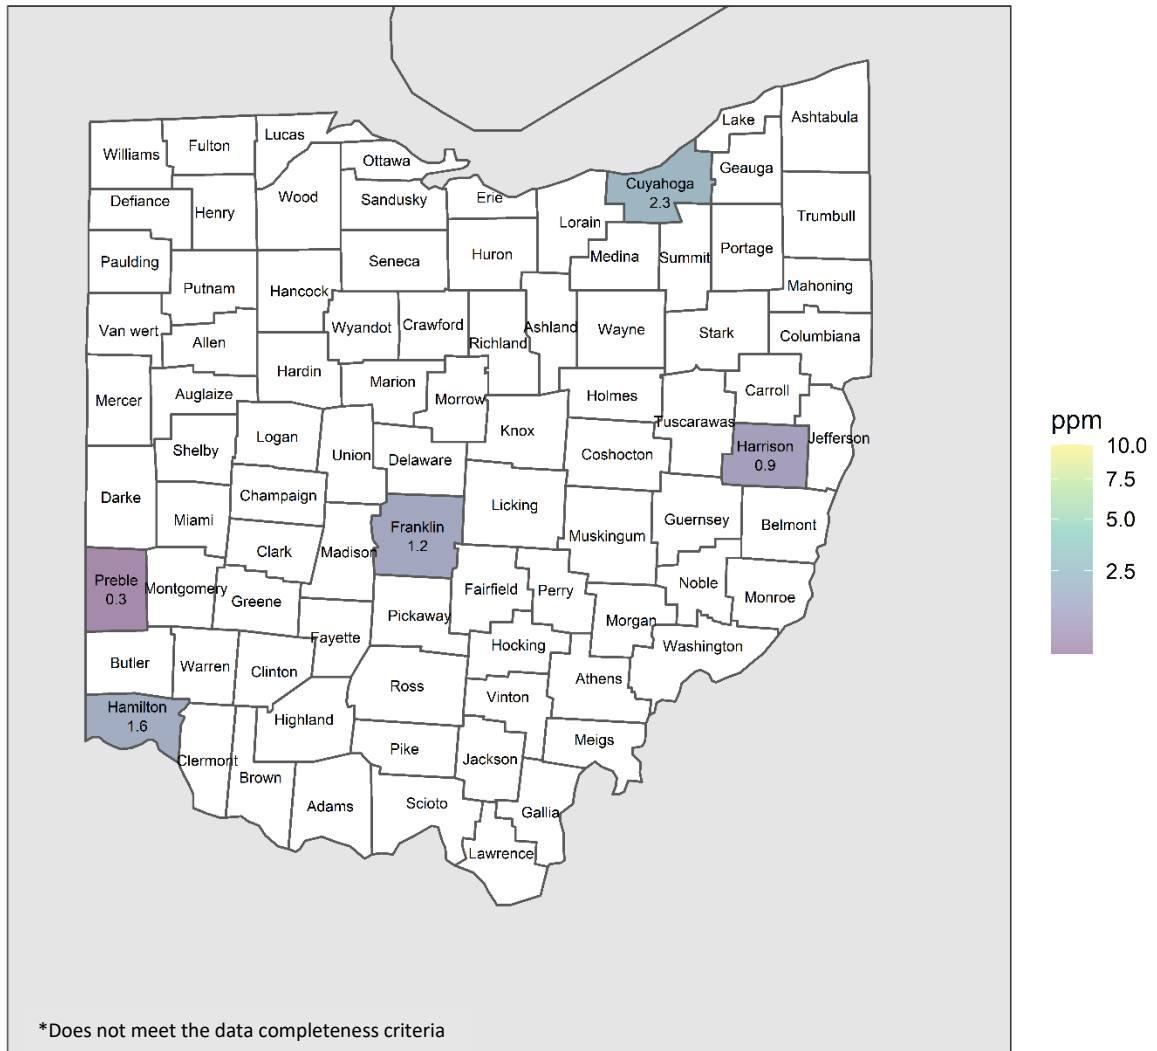 Lake
Ashtabula
Lucas
Fulton
Williams
Ottawa
Geauga
Cuyahoga
2.3
Wood
Sandusky
Erie
Defiance
Henry
Lorain
Trumbull
Huron
Medina
Summit
Portage
Paulding
Seneca
Putnam
Hancock
Mahoning
Van wert
Wyandot
Crawford
Ashland
Wayne
Stark
Columbiana
Allen
Richland
Hardin
Marion
Auglaize
Mercer
Morrow
Holmes
Carroll
Tuscarawas
Knox
Logan
Jefferson
Harrison
0.9
Shelby
Union
Delaware
Coshocton
Darke
Champaign
Licking
Miami
Franklin
1.2
Guernsey
Belmont
Muskingum
Clark
Madison
Preble
0.3
Montgomery
Greene
Fairfield
Perry
Noble
Monroe
Pickaway
Morgan
Fayette
Hocking
Washington
Butler
Warren
Clinton
Ross
Athens
Vinton
Hamilton
1.6
Highland
Meigs
Pike
Jackson
Clermont
Brown
Adams
Scioto
Gallia
Lawrence
*Does not meet the data completeness criteria
ppm
10.0
7.5
5.0
2.5